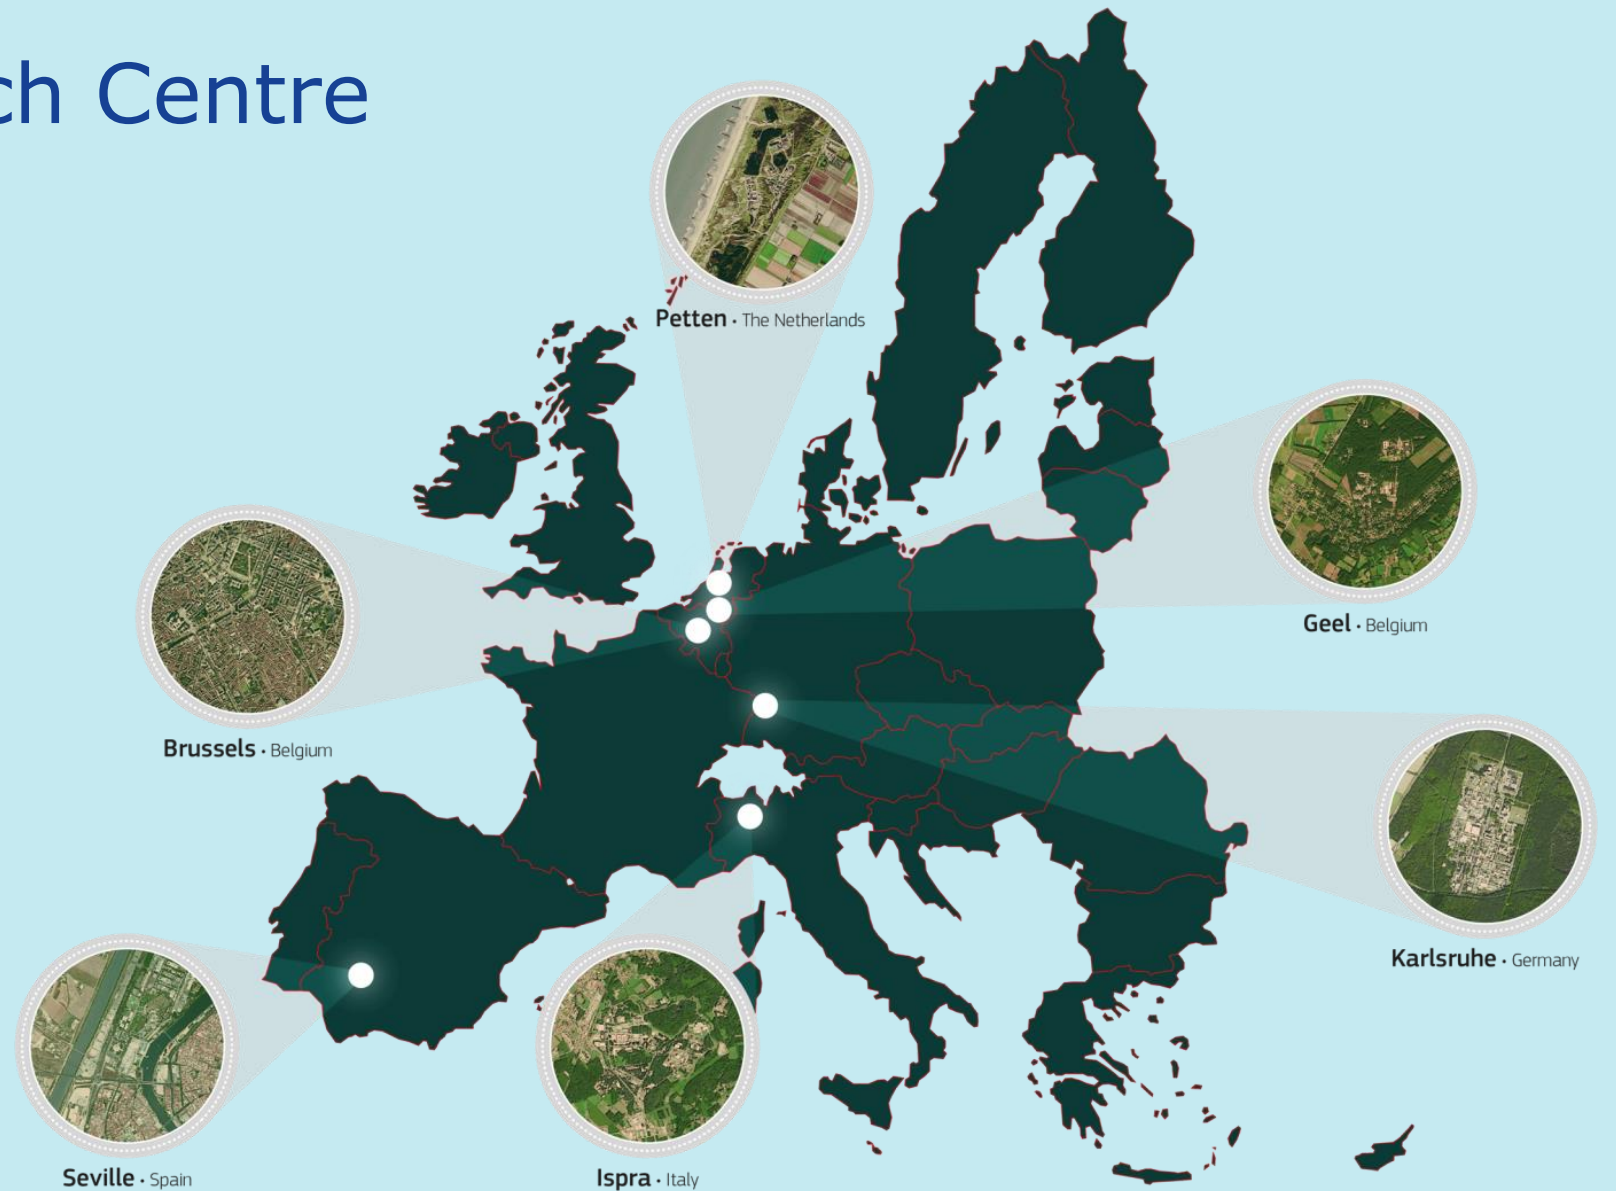 ch Centre
Petten · The Netherlands
Geel · Belgium
Brussels · Belgium
Karlsruhe · Germany
Seville · Spain
Ispra · Italy